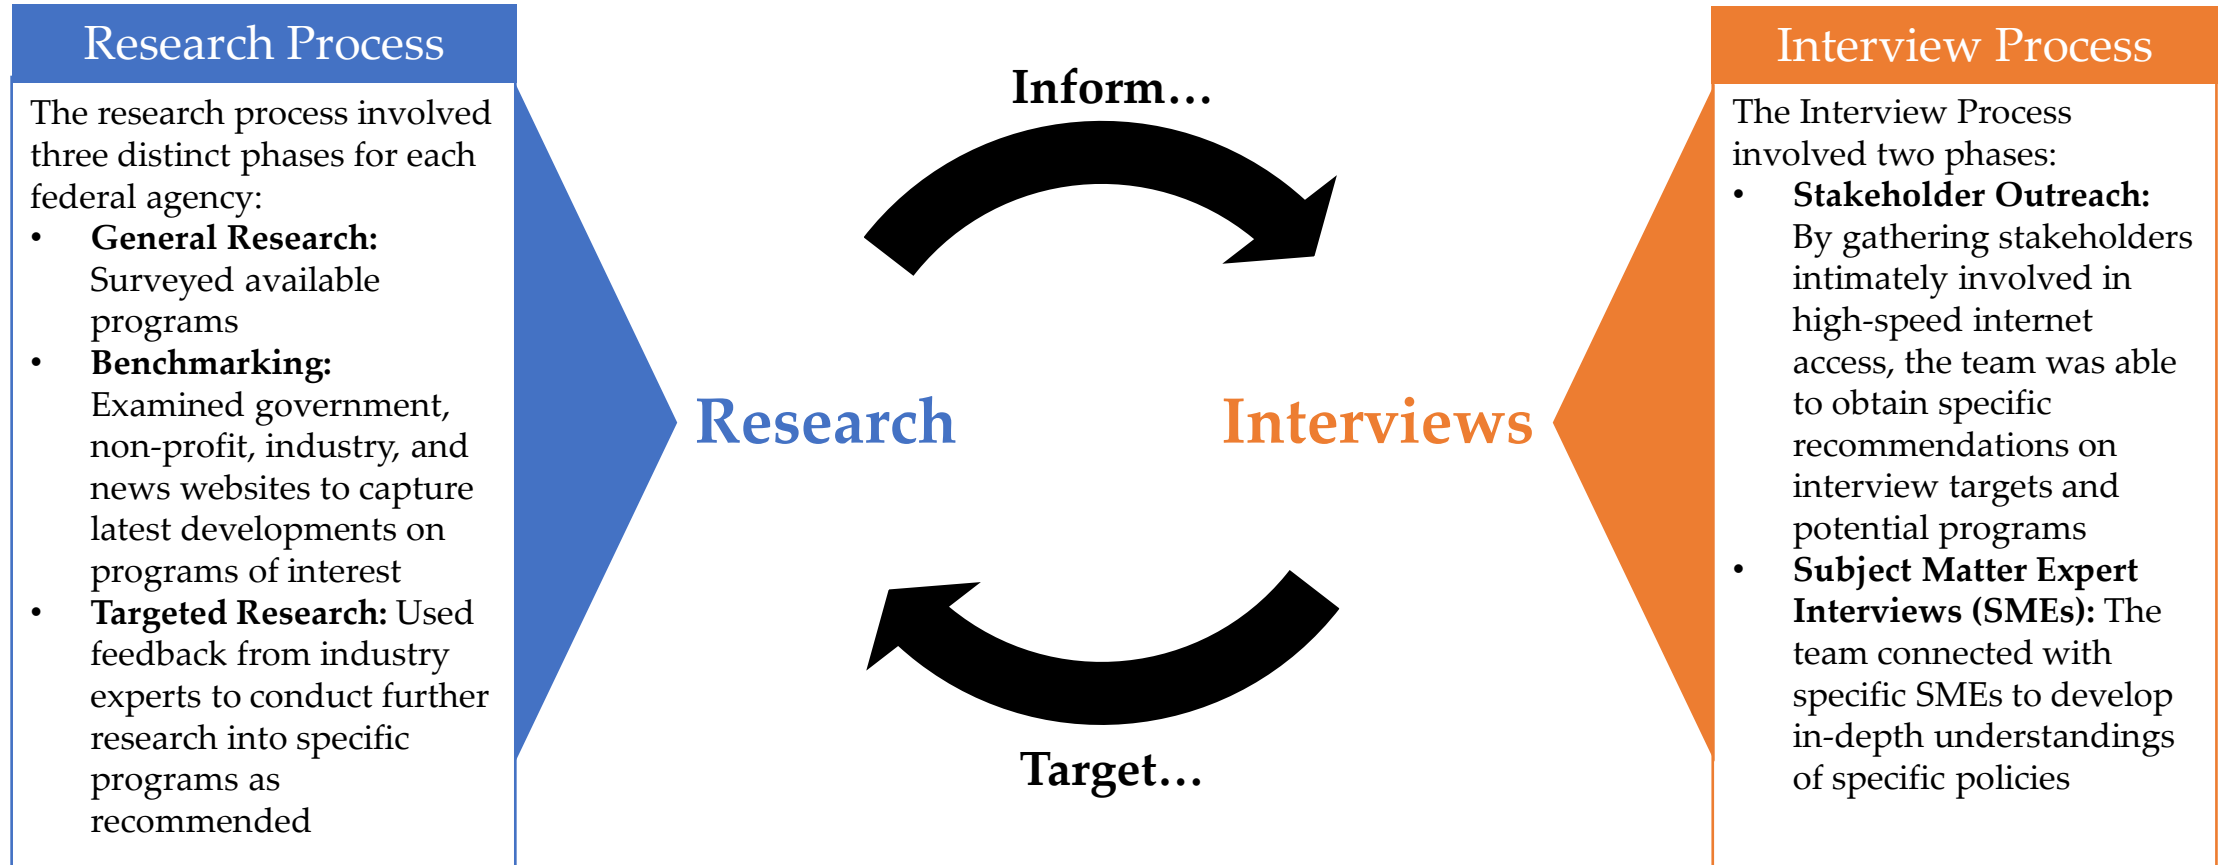 Research Process
The research process involved
three distinct phases for each
federal agency:
• General Research:
Surveyed available
programs
• Benchmarking:
Examined government,
non-profit, industry, and
news websites to capture
latest developments on
programs of interest
• Targeted Research: Used
feedback from industry
experts to conduct further
research into specific
programs as
recommended
Inform…
Research
Interviews
Target…
Interview Process
The Interview Process
involved two phases:
• Stakeholder Outreach:
By gathering stakeholders
intimately involved in
high-speed internet
access, the team was able
to obtain specific
recommendations on
interview targets and
potential programs
• Subject Matter Expert
Interviews (SMEs): The
team connected with
specific SMEs to develop
in-depth understandings
of specific policies